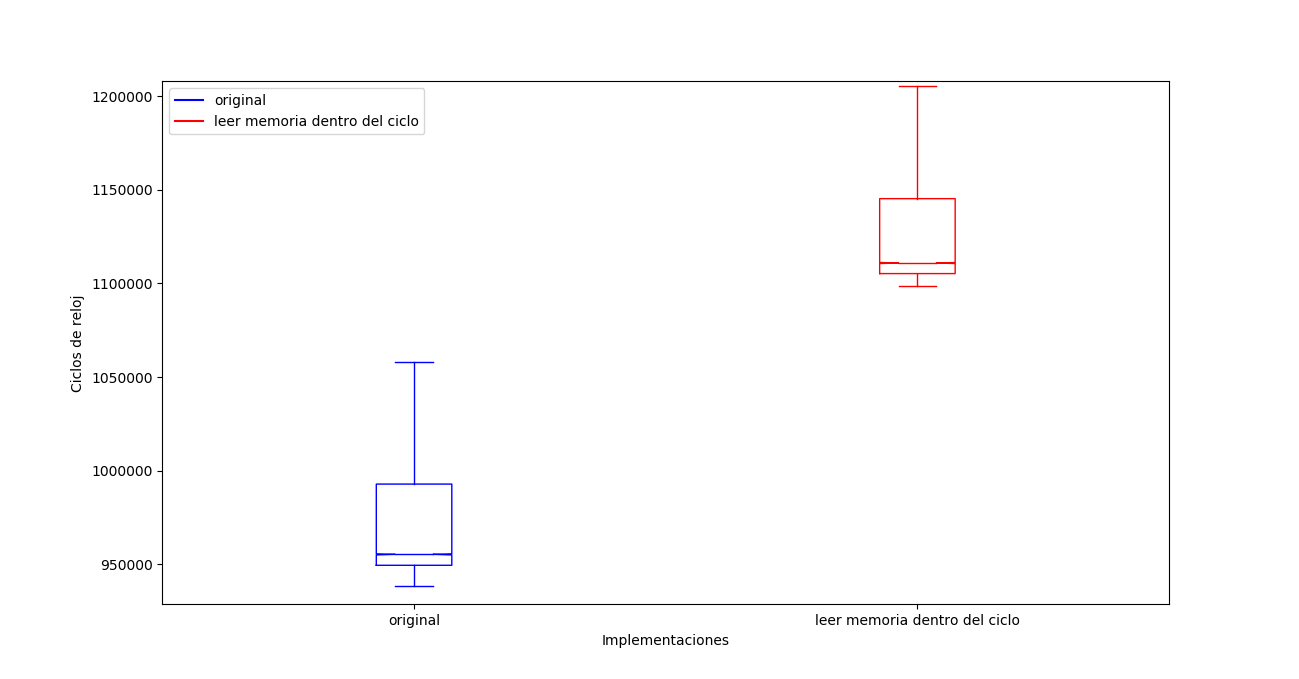 original
leer memoria dentro del ciclo
1200000
1150000
1100000
1050000
1000000
950000
Ciclos de reloj
original
leer memoria dentro del ciclo
Implementaciones